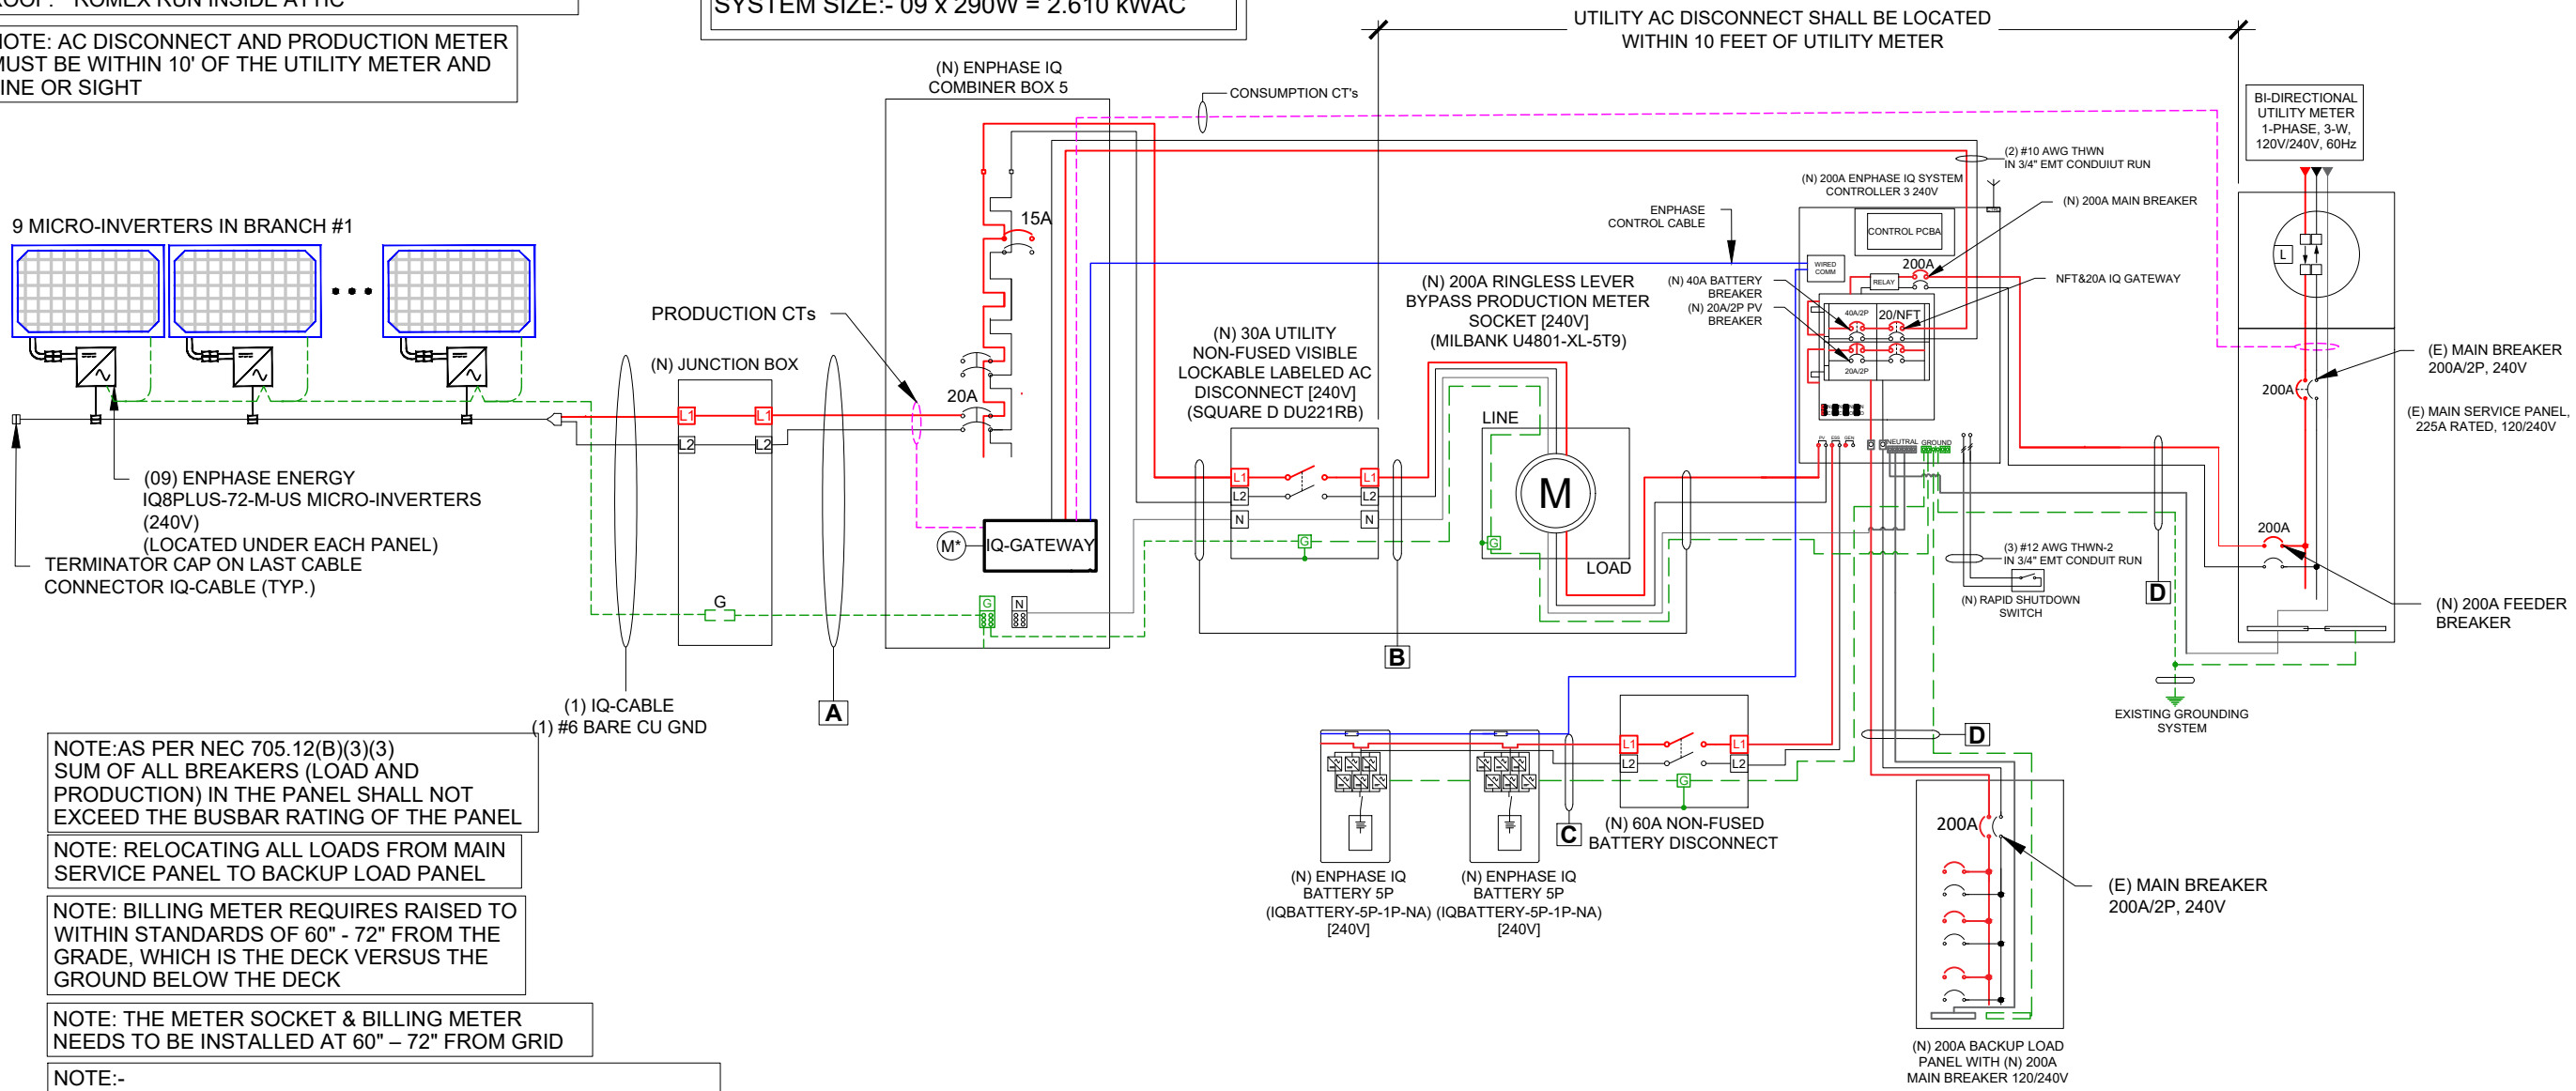 ROOF. ROMEX RUN INSIDE ATTIC
NOTE: AC DISCONNECT AND PRODUCTION METER
MUST BE WITHIN 10' OF THE UTILITY METER AND
LINE OR SIGHT
SYSTEM SIZE:- 09 x 290W = 2.610 kWAC
UTILITY AC DISCONNECT SHALL BE LOCATED
WITHIN 10 FEET OF UTILITY METER
(N) ENPHASE IQ
COMBINER BOX 5
CONSUMPTION CT's
BI-DIRECTIONAL
UTILITY METER
1-PHASE, 3-W,
120V/240V, 60Hz
(2) #10 AWG THWN
IN 3/4" EMT CONDUIUT RUN
(N) 200A ENPHASE IQ SYSTEM
CONTROLLER 3 240V
(N) 200A MAIN BREAKER
ENPHASE
CONTROL CABLE
CONTROL PCBA
WIRED
COMM
RELAY
200A
NFT&20A IQ GATEWAY
(N) 40A BATTERY
BREAKER
(N) 20A/2P PV
BREAKER
40A/2P
20/NFT
20A/2P
PV
ESS
GEN
NEUTRAL
GROUND
9 MICRO-INVERTERS IN BRANCH #1
15A
20A
PRODUCTION CTs
(N) JUNCTION BOX
L1
L1
L2
L2
G
(N) 30A UTILITY
NON-FUSED VISIBLE
LOCKABLE LABELED AC
DISCONNECT [240V]
(SQUARE D DU221RB)
L1
L1
L2
L2
N
N
G
(N) 200A RINGLESS LEVER
BYPASS PRODUCTION METER
SOCKET [240V]
(MILBANK U4801-XL-5T9)
LINE
M
G
LOAD
L
(E) MAIN BREAKER
200A/2P, 240V
200A
(E) MAIN SERVICE PANEL,
225A RATED, 120/240V
200A
(N) 200A FEEDER
BREAKER
(09) ENPHASE ENERGY
IQ8PLUS-72-M-US MICRO-INVERTERS
(240V)
(LOCATED UNDER EACH PANEL)
TERMINATOR CAP ON LAST CABLE
CONNECTOR IQ-CABLE (TYP.)
M*
IQ-GATEWAY
G
N
(3) #12 AWG THWN-2
IN 3/4" EMT CONDUIT RUN
(N) RAPID SHUTDOWN
SWITCH
D
B
A
(1) IQ-CABLE
(1) #6 BARE CU GND
EXISTING GROUNDING
SYSTEM
NOTE:AS PER NEC 705.12(B)(3)(3)
SUM OF ALL BREAKERS (LOAD AND
PRODUCTION) IN THE PANEL SHALL NOT
EXCEED THE BUSBAR RATING OF THE PANEL
NOTE: RELOCATING ALL LOADS FROM MAIN
SERVICE PANEL TO BACKUP LOAD PANEL
NOTE: BILLING METER REQUIRES RAISED TO
WITHIN STANDARDS OF 60" - 72" FROM THE
GRADE, WHICH IS THE DECK VERSUS THE
GROUND BELOW THE DECK
NOTE: THE METER SOCKET & BILLING METER
NEEDS TO BE INSTALLED AT 60" – 72" FROM GRID
NOTE:-
L1
L1
L2
L2
G
C
(N) 60A NON-FUSED
BATTERY DISCONNECT
(N) ENPHASE IQ
BATTERY 5P
(IQBATTERY-5P-1P-NA)
[240V]
(N) ENPHASE IQ
BATTERY 5P
(IQBATTERY-5P-1P-NA)
[240V]
D
200A
(E) MAIN BREAKER
200A/2P, 240V
(N) 200A BACKUP LOAD
PANEL WITH (N) 200A
MAIN BREAKER 120/240V